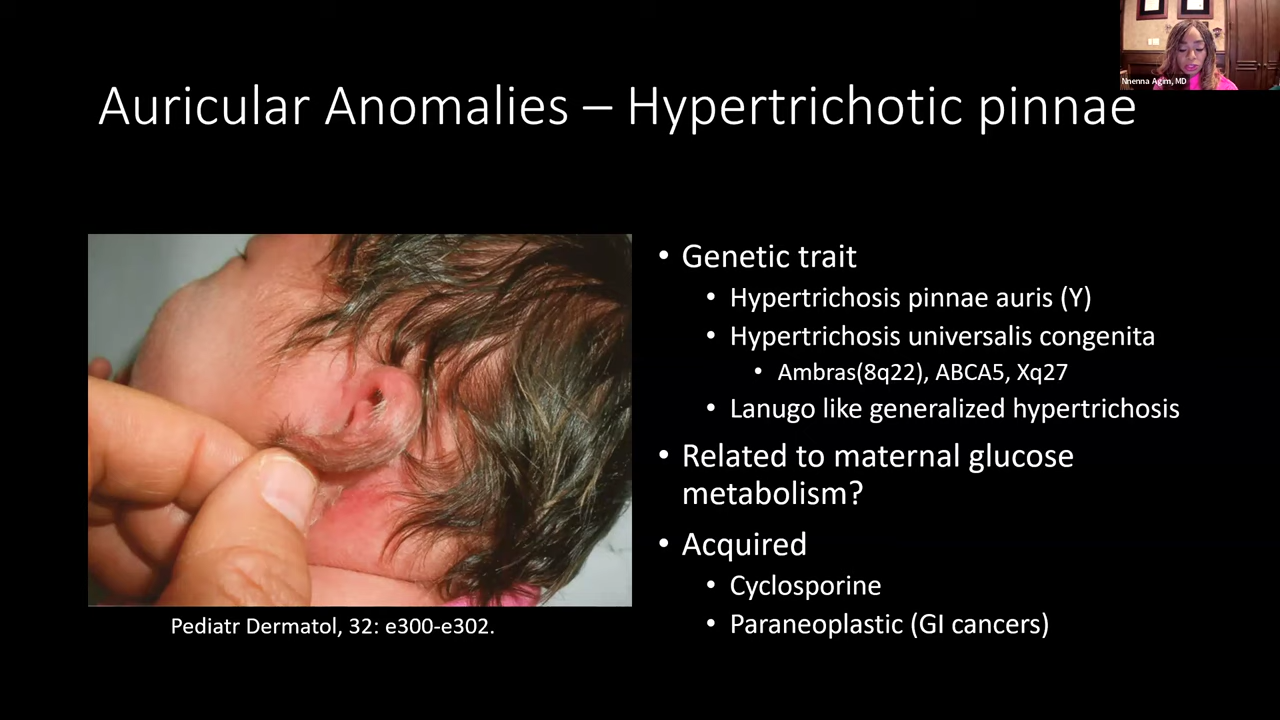 Nnenna Agim, MD
Auricular Anomalies – Hypertrichotic pinnae
• Genetic trait
• Hypertrichosis pinnae auris (Y)
• Hypertrichosis universalis congenita
• Ambras(8q22), ABCA5, Xq27
• Lanugo like generalized hypertrichosis
• Related to maternal glucose
metabolism?
• Acquired
• Cyclosporine
• Paraneoplastic (GI cancers)
Pediatr Dermatol, 32: e300-e302.